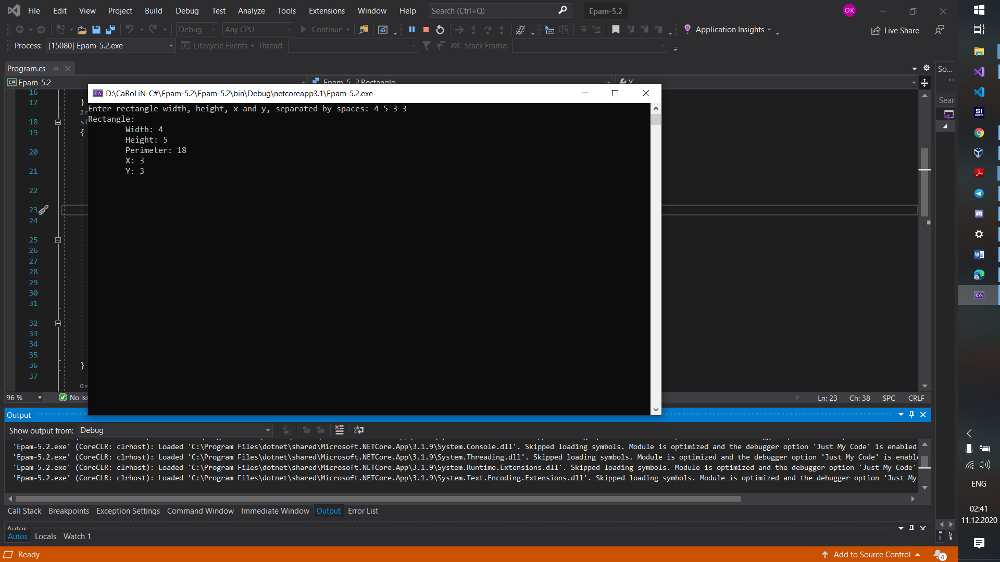 File Edit View Project Build Debug Test Analyze Tools Extensions Window Help Search (Ctrl+Q) Epam-5.2 OK
Debug Any CPU Continue Application Insights Live Share
Process: [15080] Epam-5.2.exe Lifecycle Events Thread: Stack Frame:
Program.cs So...
C# Epam-5.2 Epam_5._2.Rectangle Y
D:\CaRoLiN-C#\Epam-5.2\Epam-5.2\bin\Debug\netcoreapp3.1\Epam-5.2.exe
Enter rectangle width, height, x and y, separated by spaces: 4 5 3 3
Rectangle:
Width: 4
Height: 5
Perimeter: 18
X: 3
Y: 3
Sear
16
17 }
2 r
18 st
19 {
20
21
22
23
24
25
26
27
28
29
30
31
32
33
34
35
36 }
37
0 r
96 % No iss Ln: 23 Ch: 38 SPC CRLF
Output
Show output from: Debug
'Epam-5.2.exe' (CoreCLR: clrhost): Loaded 'C:\Program Files\dotnet\shared\Microsoft.NETCore.App\3.1.9\System.Console.dll'. Skipped loading symbols. Module is optimized and the debugger option 'Just My Code' is enabled
'Epam-5.2.exe' (CoreCLR: clrhost): Loaded 'C:\Program Files\dotnet\shared\Microsoft.NETCore.App\3.1.9\System.Threading.dll'. Skipped loading symbols. Module is optimized and the debugger option 'Just My Code' is enable
'Epam-5.2.exe' (CoreCLR: clrhost): Loaded 'C:\Program Files\dotnet\shared\Microsoft.NETCore.App\3.1.9\System.Runtime.Extensions.dll'. Skipped loading symbols. Module is optimized and the debugger option 'Just My Code'
'Epam-5.2.exe' (CoreCLR: clrhost): Loaded 'C:\Program Files\dotnet\shared\Microsoft.NETCore.App\3.1.9\System.Text.Encoding.Extensions.dll'. Skipped loading symbols. Module is optimized and the debugger option 'Just My
Call Stack Breakpoints Exception Settings Command Window Immediate Window Output Error List
Autos
Autos Locals Watch 1
Ready Add to Source Control 4
SI
GAME
ENG
02:41
11.12.2020